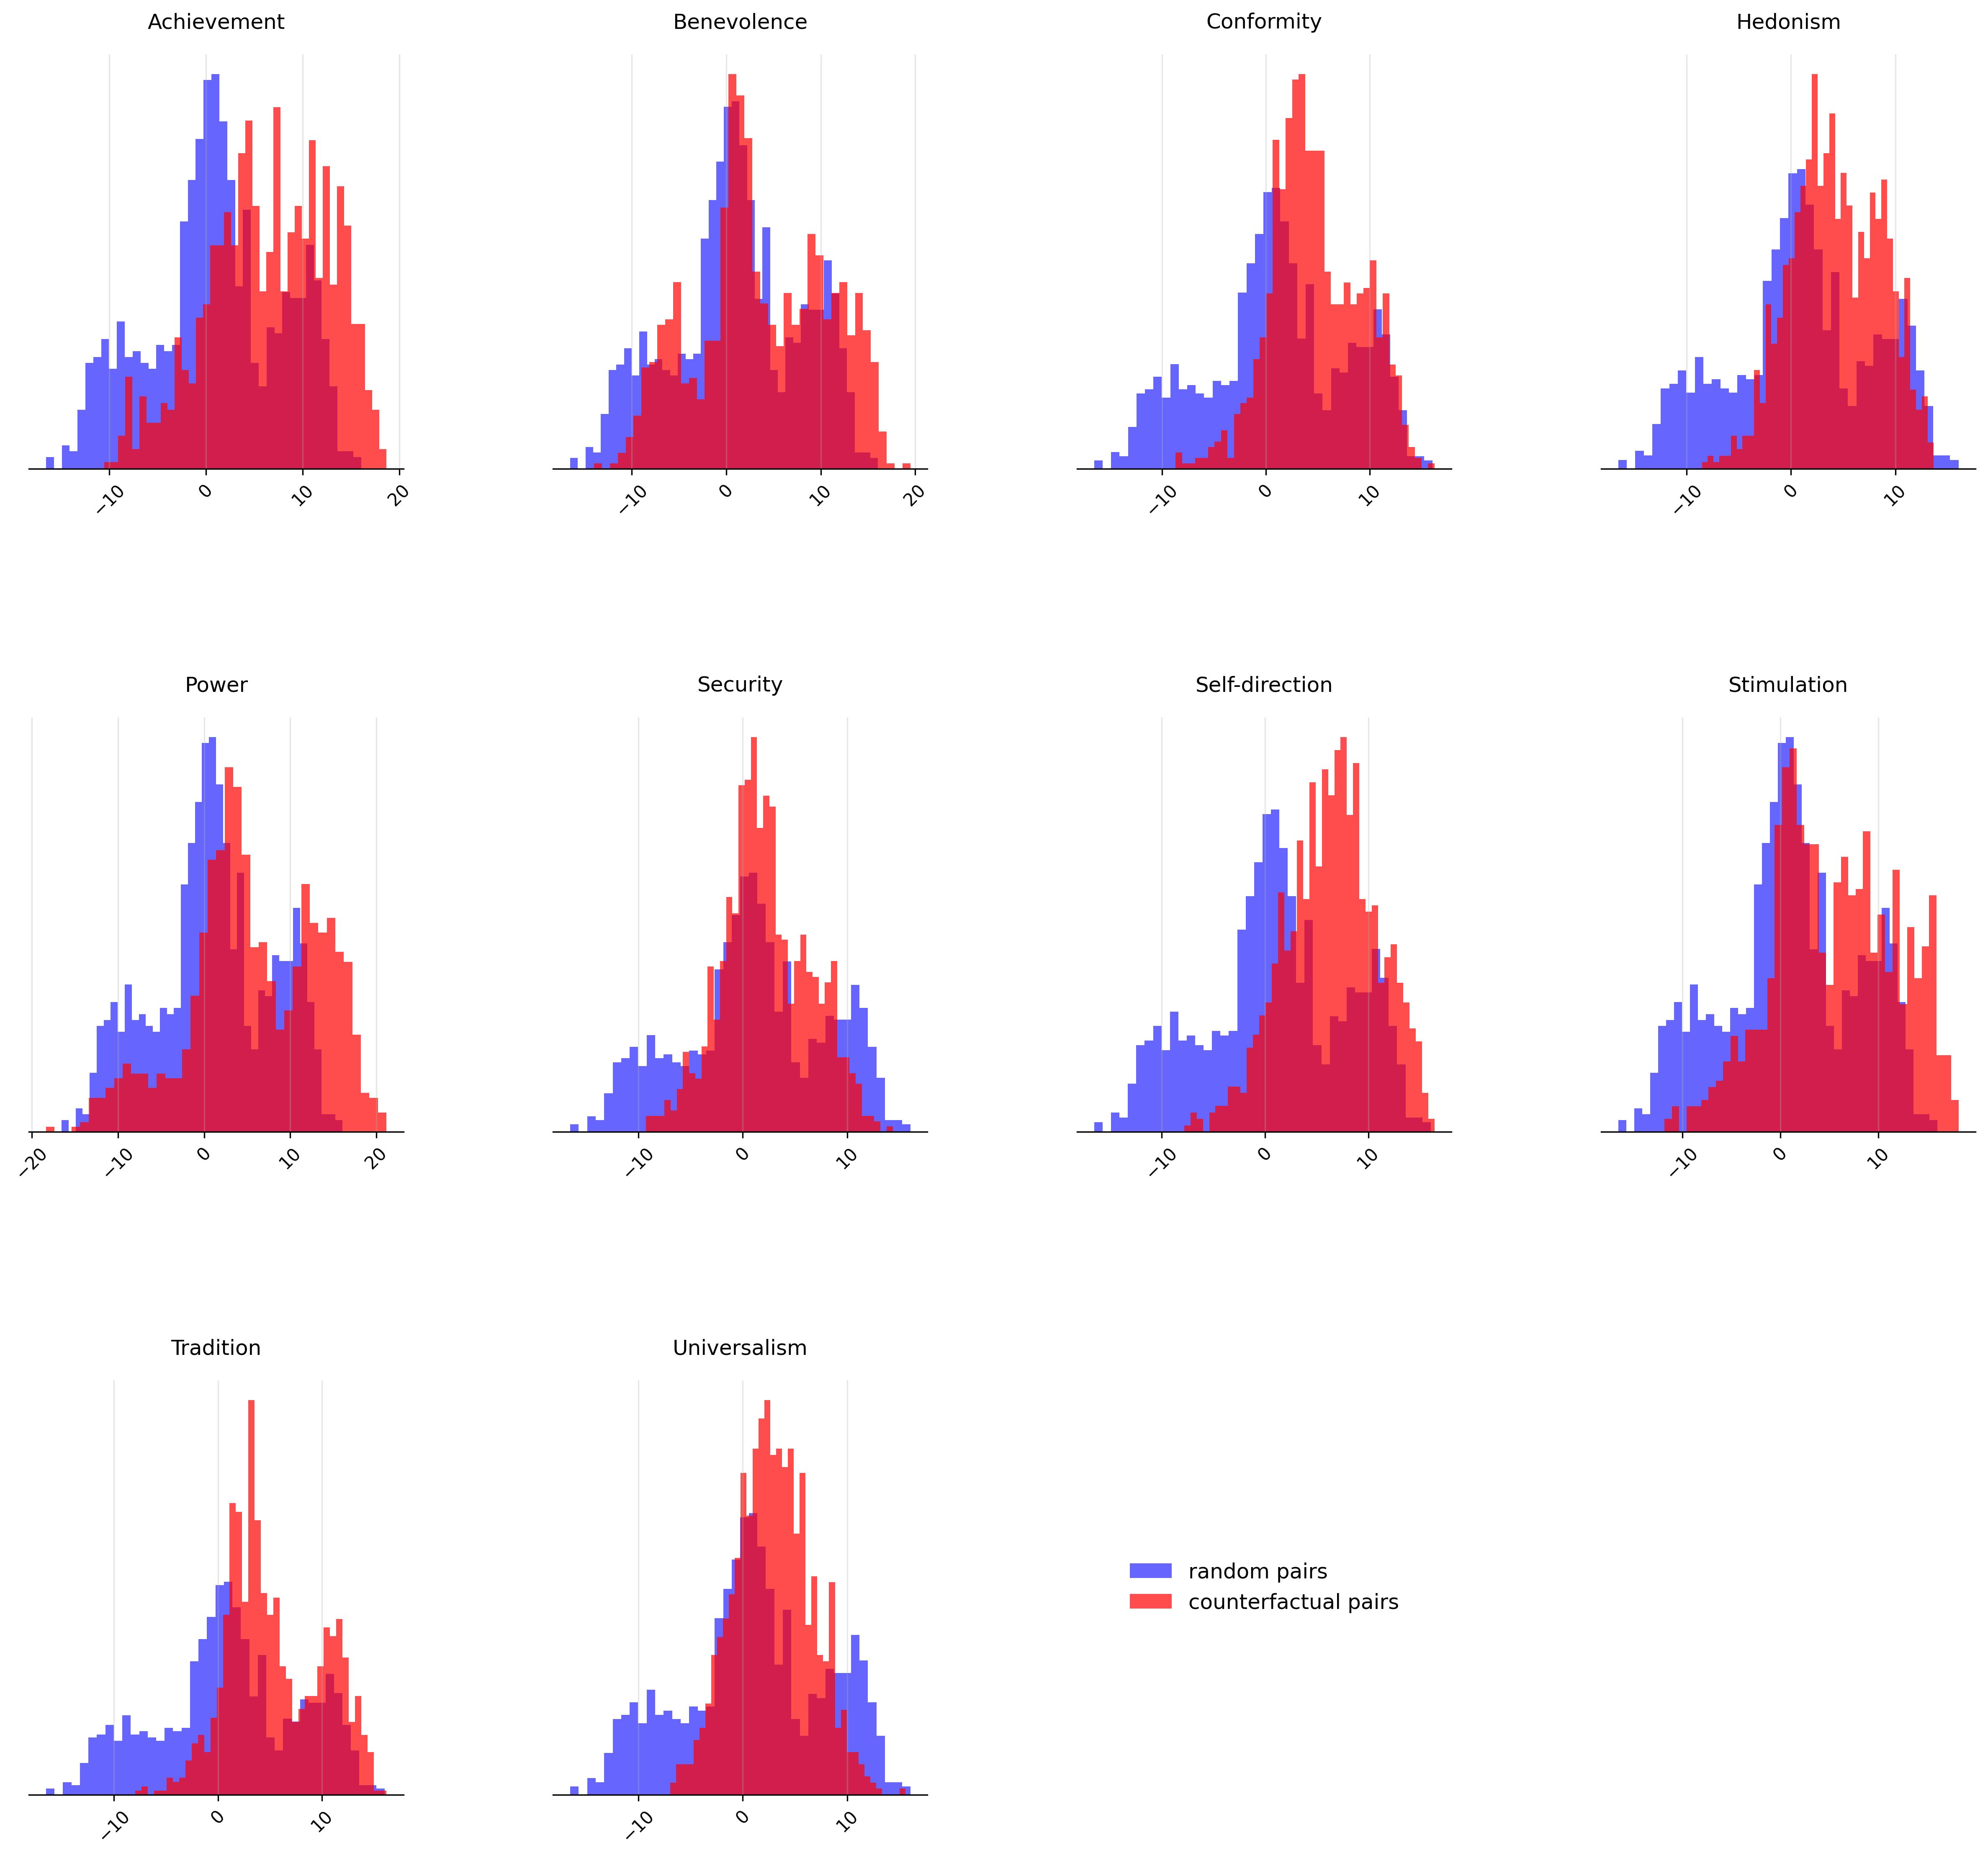 Achievement Benevolence Conformity Hedonism
−10 0 10 20 −10 0 10 20 −10 0 10 −10 0 10
Power Security Self-direction Stimulation
−20 −10 0 10 20 −10 0 10 −10 0 10 −10 0 10
Tradition Universalism
random pairs
counterfactual pairs
−10 0 10 −10 0 10